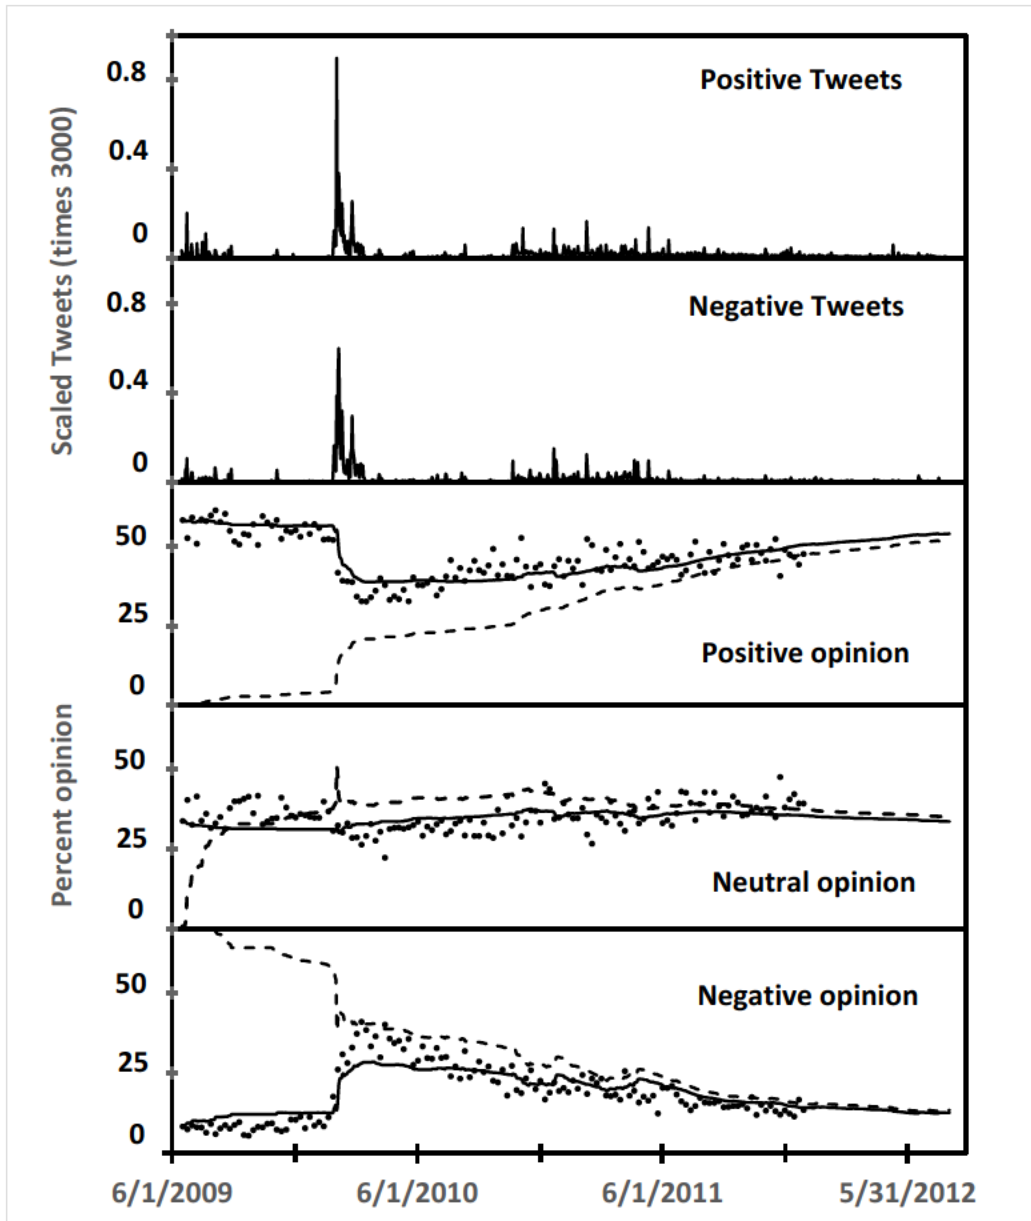 Scaled Tweets (times 3000)
0.8
0.4
0
Positive Tweets
0.8
0.4
0
Negative Tweets
Percent opinion
50
25
0
Positive opinion
50
25
0
Neutral opinion
50
25
0
Negative opinion
6/1/2009 6/1/2010 6/1/2011 5/31/2012